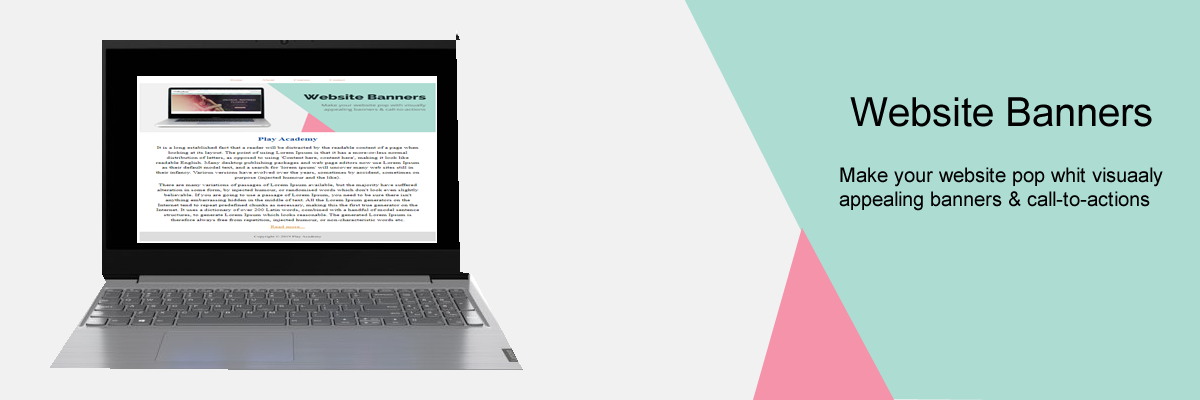 Website Banners
Make your website pop with visually
appealing banners & call-to-actions
Play Academy
It is a long established fact that a reader will be distracted by the readable content of a page when
looking at its layout. The point of using Lorem Ipsum is that it has a more-or-less normal
distribution of letters, as opposed to using 'Content here, content here', making it look like
readable English. Many desktop publishing packages and web page editors now use Lorem Ipsum
as their default model text, and a search for 'lorem ipsum' will uncover many web sites still in
their infancy. Various versions have evolved over the years, sometimes by accident, sometimes on
purpose (injected humour and the like).
There are many variations of passages of Lorem Ipsum available, but the majority have suffered
alteration in some form, by injected humour, or randomised words which don't look even slightly
believable. If you are going to use a passage of Lorem Ipsum, you need to be sure there isn't
anything embarrassing hidden in the middle of text. All the Lorem Ipsum generators on the
Internet tend to repeat predefined chunks as necessary, making this the first true generator on the
Internet. It uses a dictionary of over 200 Latin words, combined with a handful of model sentence
structures, to generate Lorem Ipsum which looks reasonable. The generated Lorem Ipsum is
therefore always free from repetition, injected humour, or non-characteristic words etc.
Read more...
Copyright © 2019 Play Academy
Website Banners
Make your website pop whit visuaaly
appealing banners & call-to-actions